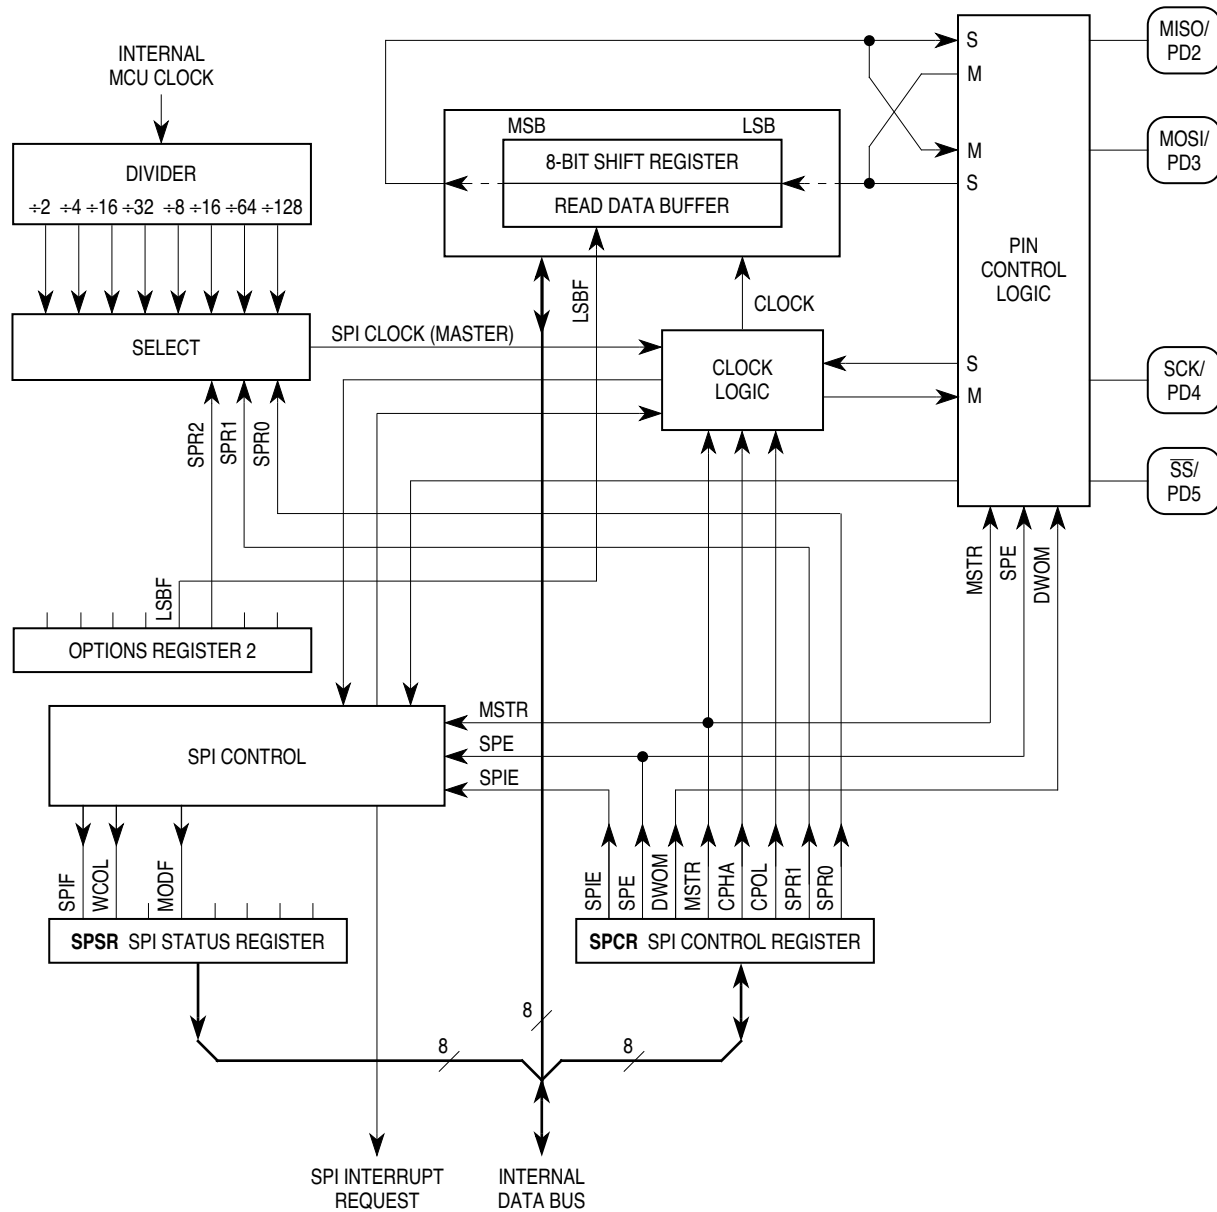 INTERNAL
MCU CLOCK
DIVIDER
÷2 ÷4 ÷16 ÷32 ÷8 ÷16 ÷64 ÷128
SELECT
SPI CLOCK (MASTER)
SPR2
SPR1
SPR0
LSBF
OPTIONS REGISTER 2
MSB
LSB
8-BIT SHIFT REGISTER
READ DATA BUFFER
LSBF
CLOCK
CLOCK
LOGIC
S
M
M
S
S
M
PIN
CONTROL
LOGIC
MISO/
PD2
MOSI/
PD3
SCK/
PD4
SS/
PD5
MSTR
SPE
DWOM
SPI CONTROL
MSTR
SPE
SPIE
SPIF
WCOL
MODF
SPSR SPI STATUS REGISTER
SPIE
SPE
DWOM
MSTR
CPHA
CPOL
SPR1
SPR0
SPCR SPI CONTROL REGISTER
8
8
8
SPI INTERRUPT
REQUEST
INTERNAL
DATA BUS